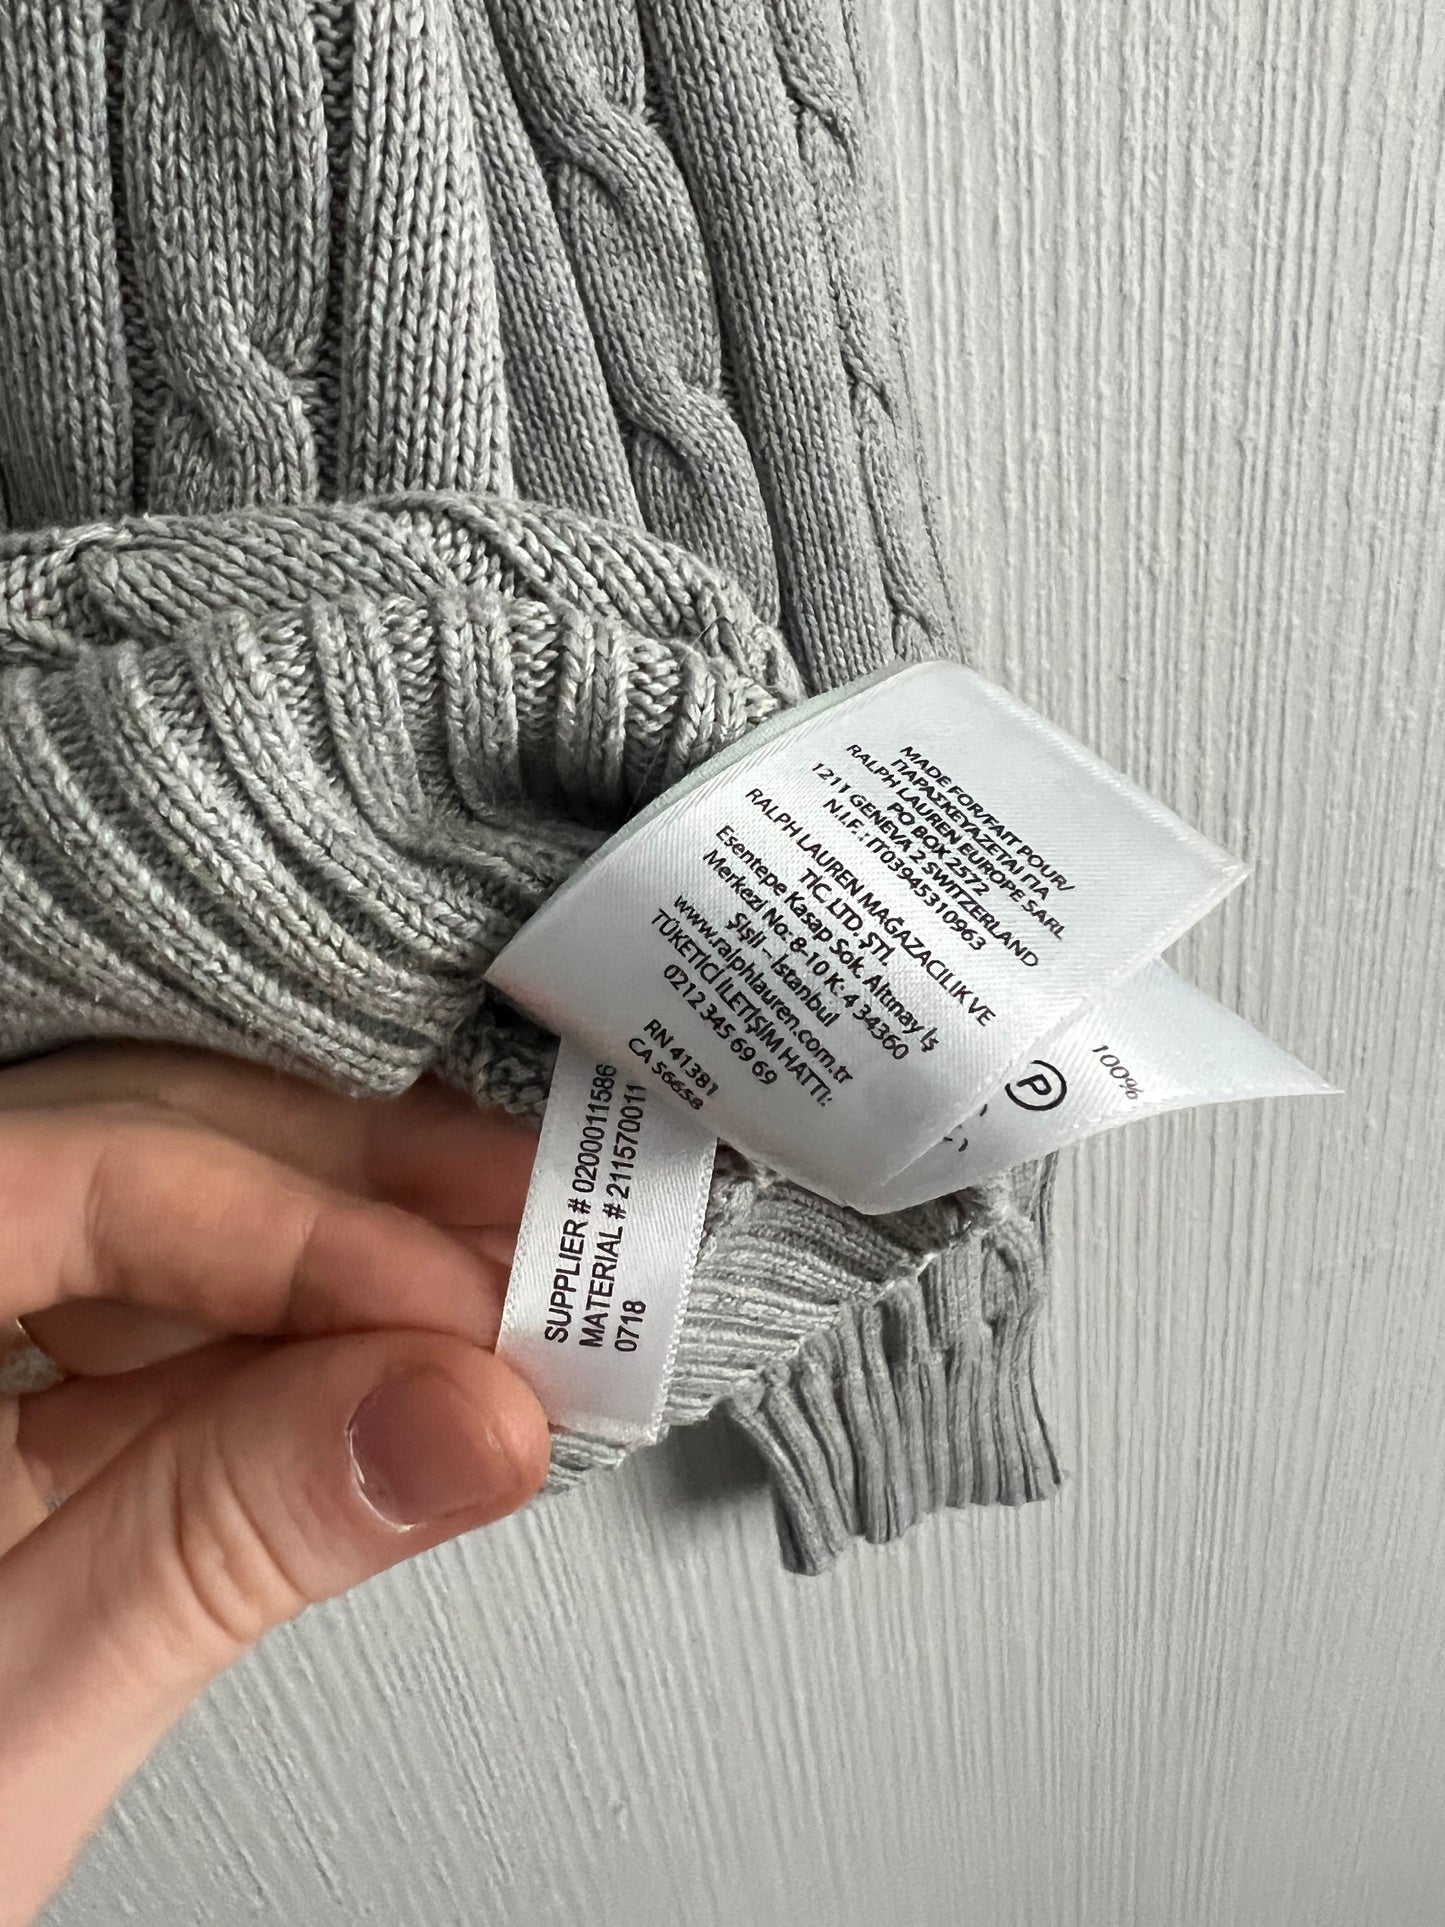 MADE FOR/FAIT POUR/
ΠΑΡΑΣΚΕΥΑΖΕΤΑΙ ΓΙΑ
RALPH LAUREN EUROPE SARL
PO BOX 2572
1211 GENEVA 2 SWITZERLAND
N.I.F. : IT03945310963
RALPH LAUREN MAĞAZACILIK VE
TİC. LTD. ŞTİ.
Esentepe Kasap Sok. Altınay İş
Merkezi No: 8-10 K: 4 34360
Şişli - İstanbul
www.ralphlauren.com.tr
TÜKETİCİ İLETİŞİM HATTI:
0212 345 69 69
RN 41381
CA 56658
100%
P
SUPPLIER # 0200011586
MATERIAL # 211570011
0718